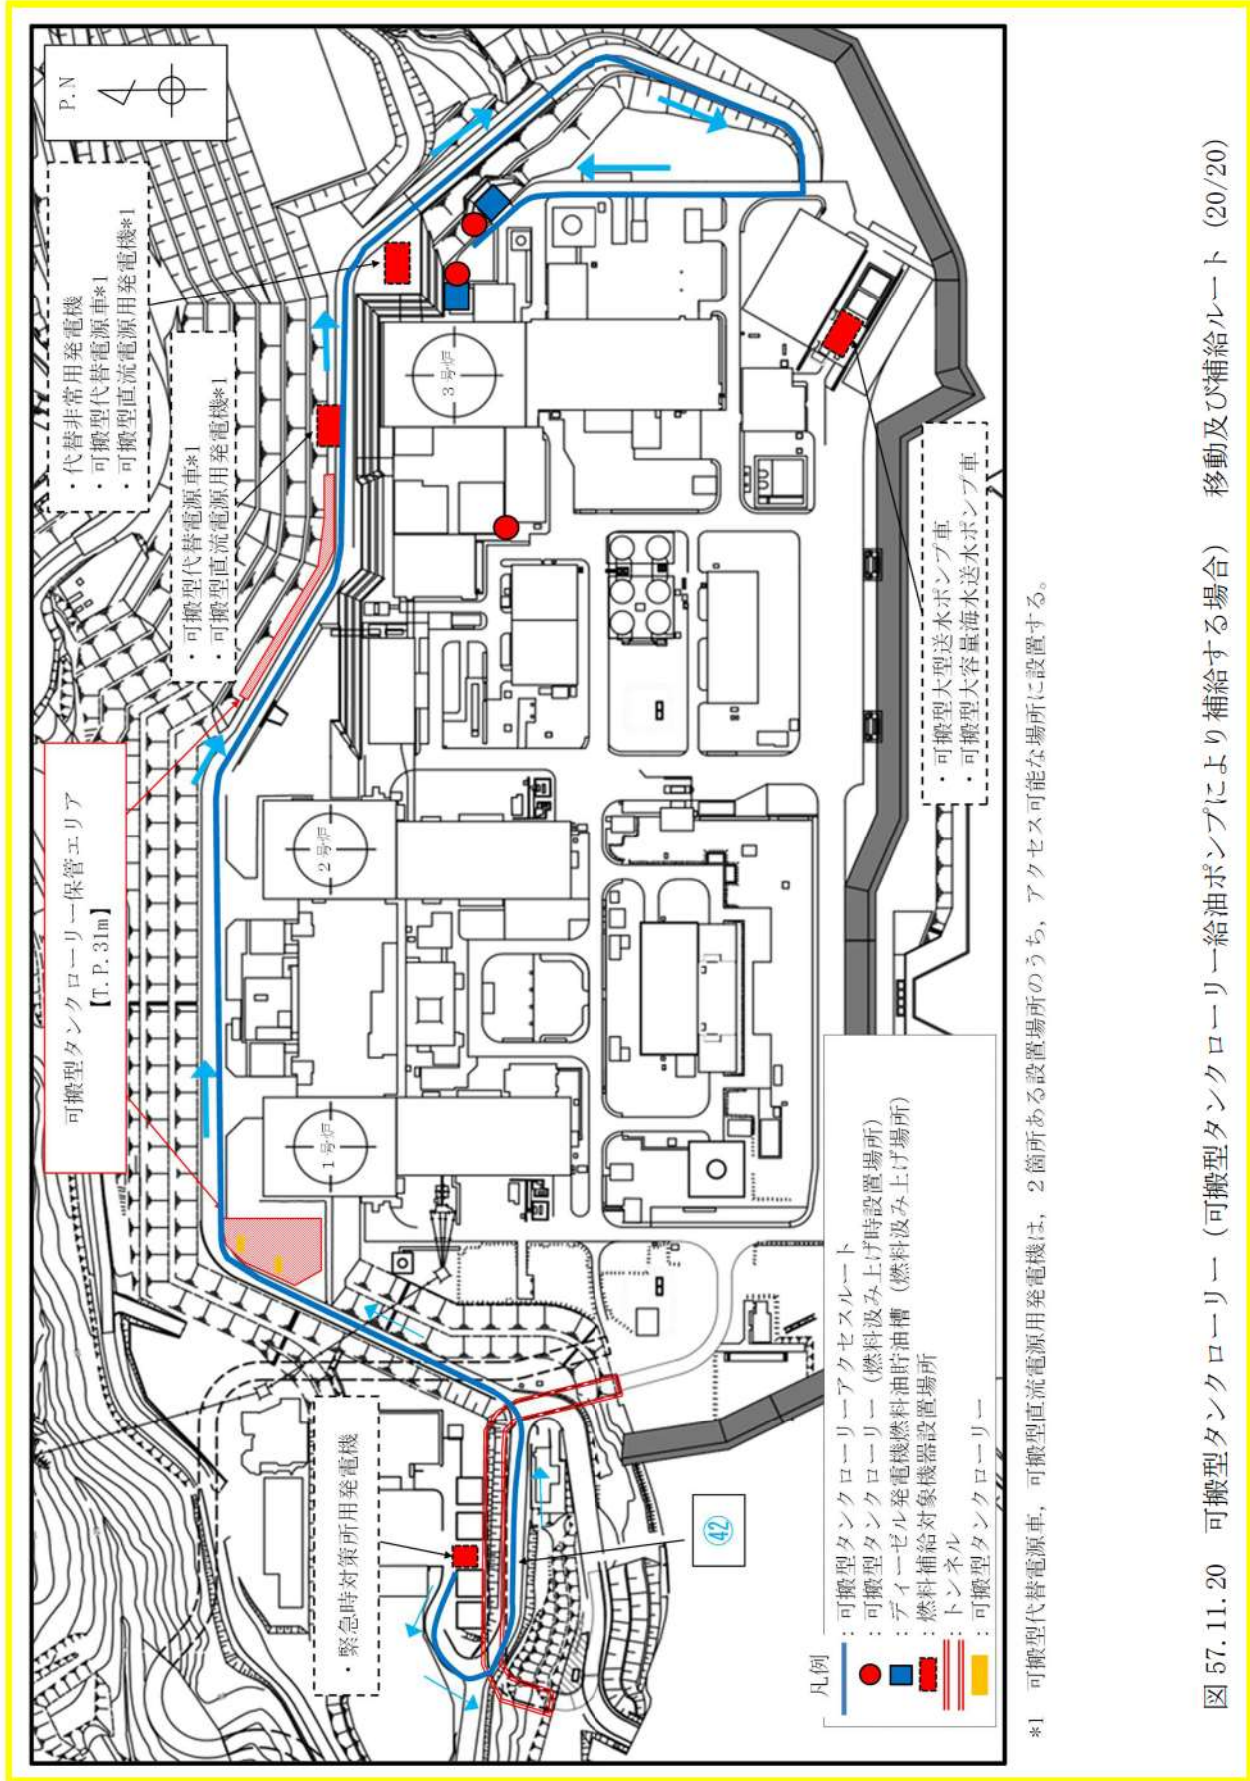 P.N
・代替非常用発電機
・可搬型代替電源車*1
・可搬型直流電源用発電機*1
・可搬型代替電源車*1
・可搬型直流電源用発電機*1
可搬型タンクローリー保管エリア
【T.P.31m】
・緊急時対策所用発電機
1号炉
2号炉
3号炉
㊷
・可搬型大型送水ポンプ車
・可搬型大容量海水送水ポンプ車
凡例
：可搬型タンクローリーアクセスルート
：可搬型タンクローリー（燃料汲み上げ時設置場所）
：ディーゼル発電機燃料油貯油槽（燃料汲み上げ場所）
：燃料補給対象機器設置場所
：トンネル
：可搬型タンクローリー
*1　可搬型代替電源車，可搬型直流電源用発電機は，2箇所ある設置場所のうち，アクセス可能な場所に設置する。
図57.11.20　可搬型タンクローリー（可搬型タンクローリー給油ポンプにより補給する場合）　移動及び補給ルート（20/20）